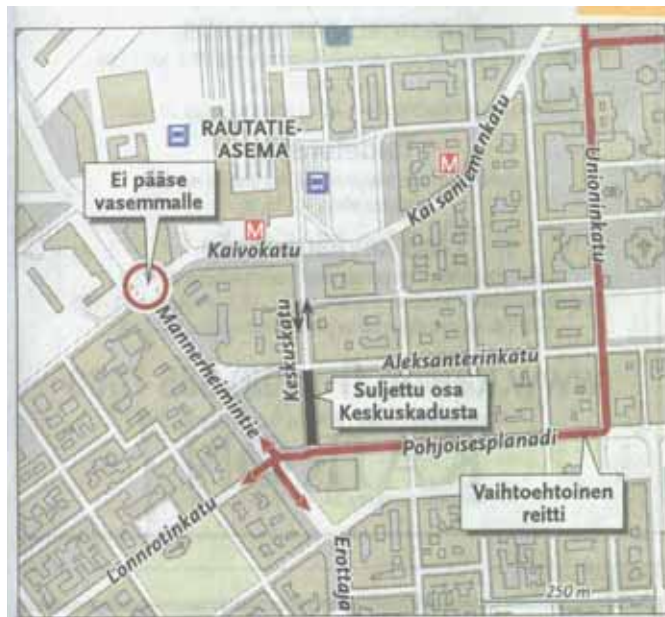 RAUTATIE-
ASEMA
Ei pääse
vasemmalle
M
M
Kaisaniemenkatu
Unioninkatu
Kaivokatu
Keskuskatu
Mannerheimintie
Aleksanterinkatu
Suljettu osa
Keskuskadusta
Pohjoisesplanadi
Vaihtoehtoinen
reitti
Lönnrotinkatu
Erottaja
250 m